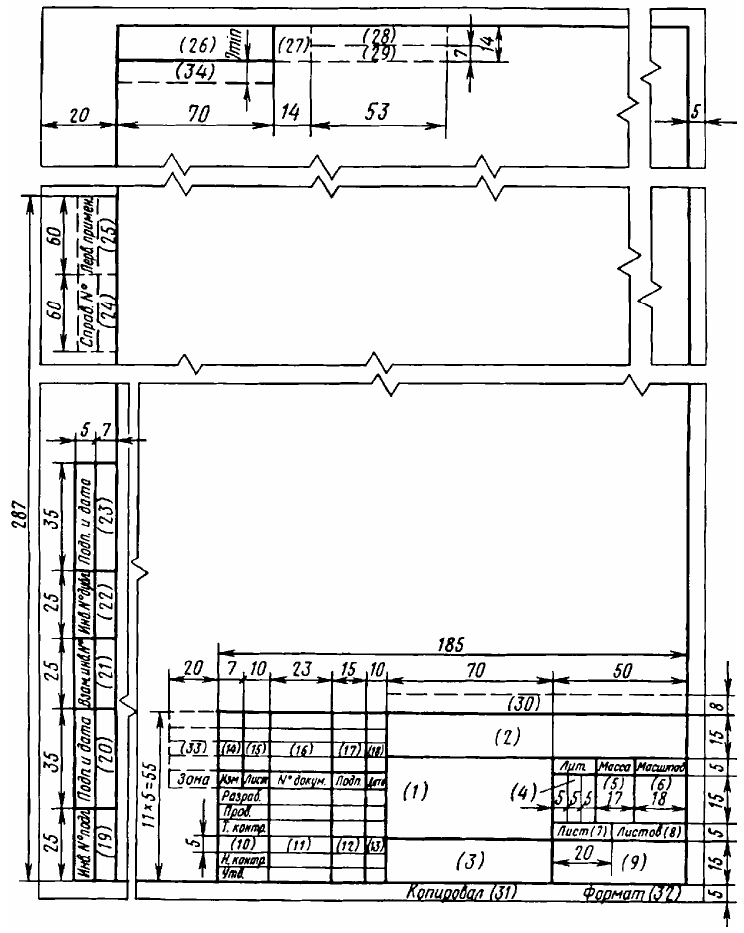 (26)
7min
(27)
(28)
(29)
7
14
(34)
20
70
14
53
5
60
Перв. примен.
(25)
60
Справ. N°
(24)
5 7
287
35
Подп. и дата
(23)
25
Инв. N° дубл.
(22)
25
Взам. инв. N°
(21)
35
Подп. и дата
(20)
25
Инв. N° подл.
(19)
185
20 7 10 23 15 10 70 50
(30)
8
(2)
15
(33) (14) (15) (16) (17) (18)
Зона Изм Лист N° докум. Подп. Дата
Лит. Масса Масштаб
5
(1)
(4)
(5) (6)
5 5 5 17 18
15
11×5=55
Разраб.
Пров.
Т. контр.
5
(10) (11) (12) (13)
Н. контр.
Утв.
Лист (7) Листов (8)
5
(3)
20
(9)
15
Копировал (31) Формат (32)
5